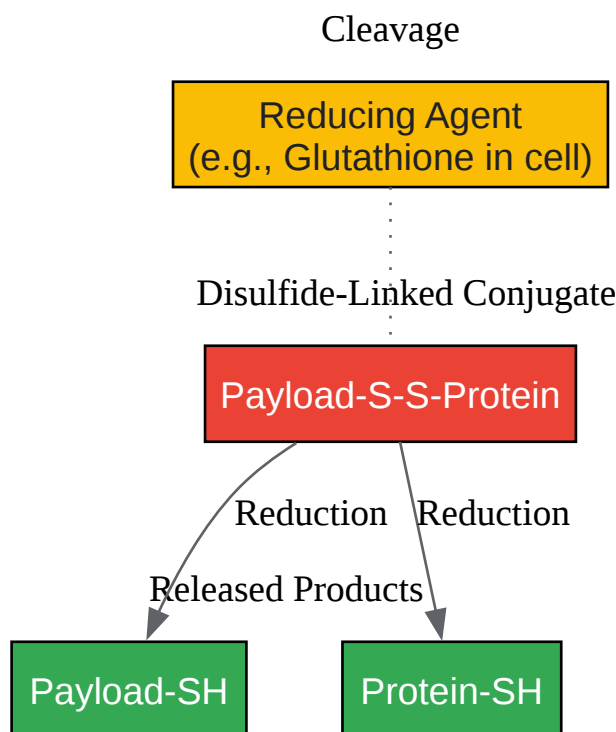 Cleavage
Reducing Agent
(e.g., Glutathione in cell)
Disulfide-Linked Conjugate
Payload-S-S-Protein
Reduction
Reduction
Released Products
Payload-SH
Protein-SH